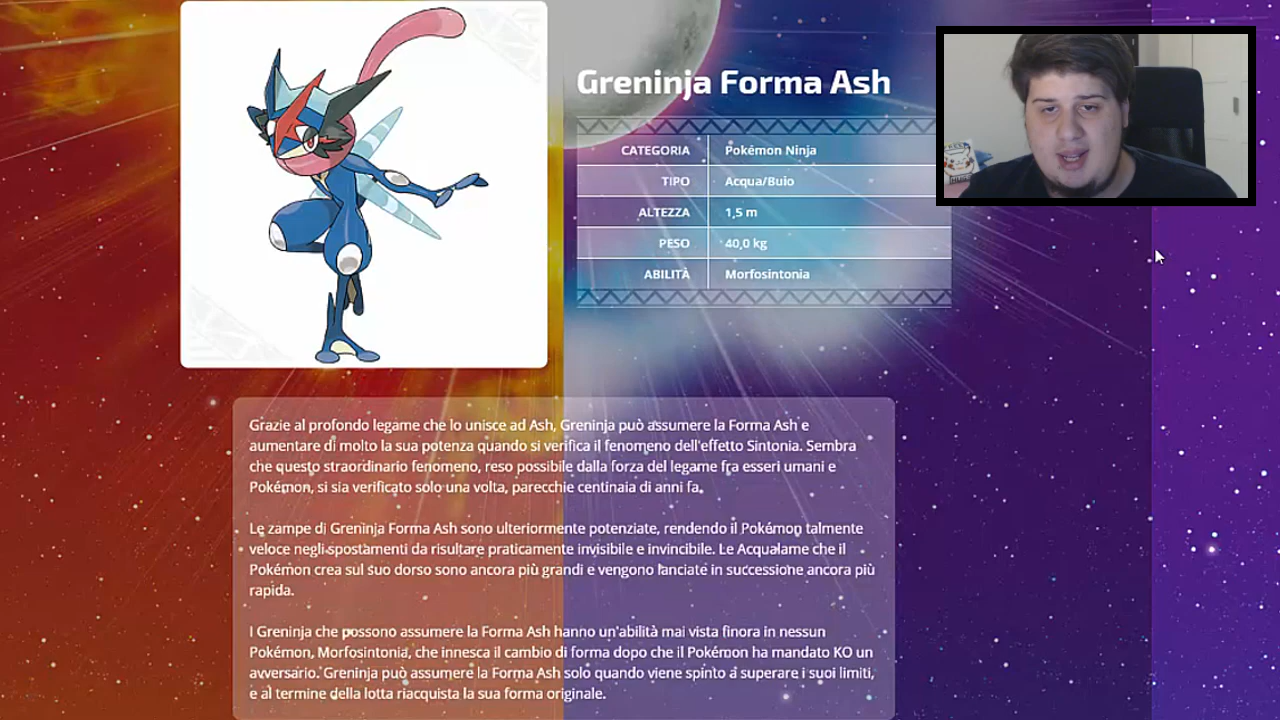 Greninja Forma Ash
CATEGORIA Pokémon Ninja
TIPO Acqua/Buio
ALTEZZA 1,5 m
PESO 40,0 kg
ABILITÀ Morfosintonia
Grazie al profondo legame che lo unisce ad Ash, Greninja può assumere la Forma Ash e
aumentare di molto la sua potenza quando si verifica il fenomeno dell'effetto Sintonia. Sembra
che questo straordinario fenomeno, reso possibile dalla forza del legame fra esseri umani e
Pokémon, si sia verificato solo una volta, parecchie centinaia di anni fa.
Le zampe di Greninja Forma Ash sono ulteriormente potenziate, rendendo il Pokémon talmente
veloce negli spostamenti da risultare praticamente invisibile e invincibile. Le Acqualame che il
Pokémon crea sul suo dorso sono ancora più grandi e vengono lanciate in successione ancora più
rapida.
I Greninja che possono assumere la Forma Ash hanno un'abilità mai vista finora in nessun
Pokémon, Morfosintonia, che innesca il cambio di forma dopo che il Pokémon ha mandato KO un
avversario. Greninja può assumere la Forma Ash solo quando viene spinto a superare i suoi limiti,
e al termine della lotta riacquista la sua forma originale.